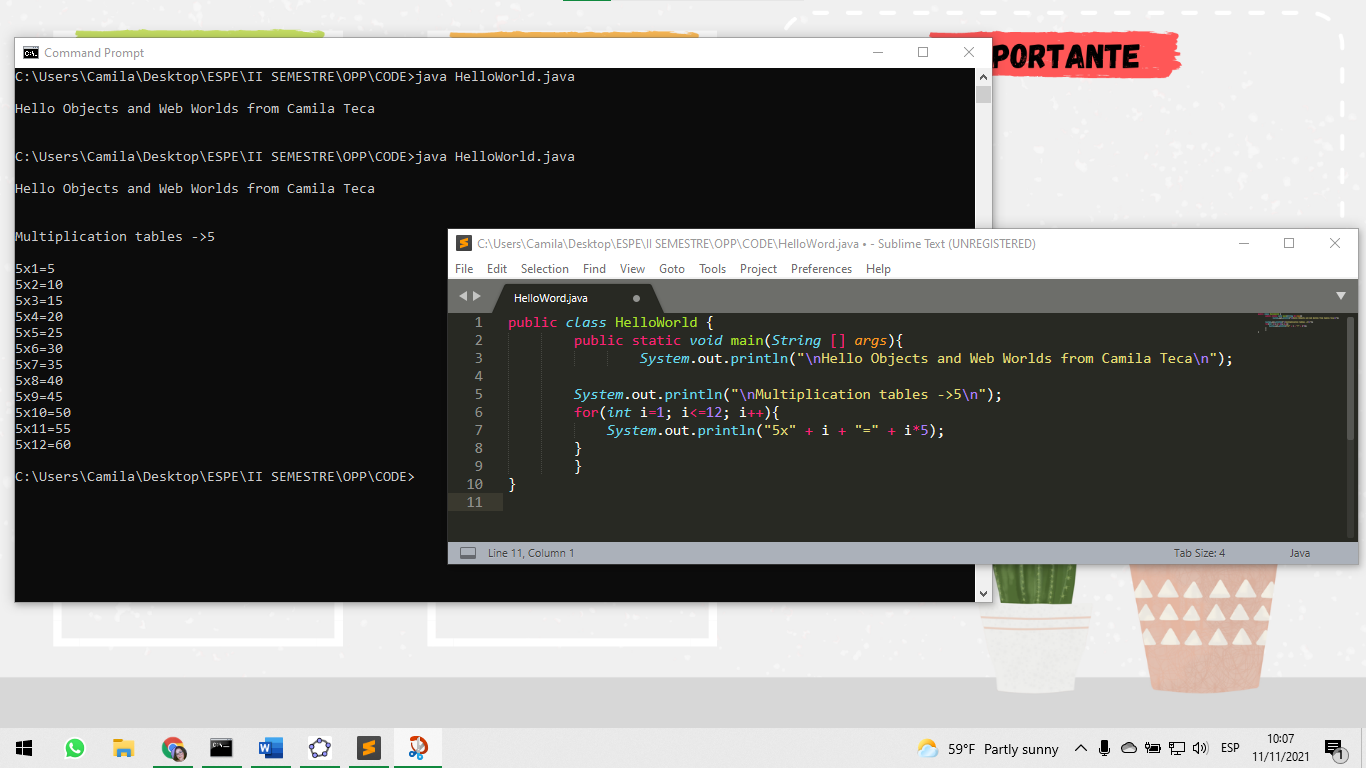 PORTANTE
Command Prompt
C:\Users\Camila\Desktop\ESPE\II SEMESTRE\OPP\CODE>java HelloWorld.java
Hello Objects and Web Worlds from Camila Teca
C:\Users\Camila\Desktop\ESPE\II SEMESTRE\OPP\CODE>java HelloWorld.java
Hello Objects and Web Worlds from Camila Teca
Multiplication tables ->5
5x1=5
5x2=10
5x3=15
5x4=20
5x5=25
5x6=30
5x7=35
5x8=40
5x9=45
5x10=50
5x11=55
5x12=60
C:\Users\Camila\Desktop\ESPE\II SEMESTRE\OPP\CODE>
C:\Users\Camila\Desktop\ESPE\II SEMESTRE\OPP\CODE\HelloWord.java • - Sublime Text (UNREGISTERED)
File Edit Selection Find View Goto Tools Project Preferences Help
HelloWord.java
1 public class HelloWorld {
2 public static void main(String [] args){
3 System.out.println("\nHello Objects and Web Worlds from Camila Teca\n");
4
5 System.out.println("\nMultiplication tables ->5\n");
6 for(int i=1; i<=12; i++){
7 System.out.println("5x" + i + "=" + i*5);
8 }
9 }
10 }
11
Line 11, Column 1 Tab Size: 4 Java
59°F Partly sunny ESP 10:07
11/11/2021 1